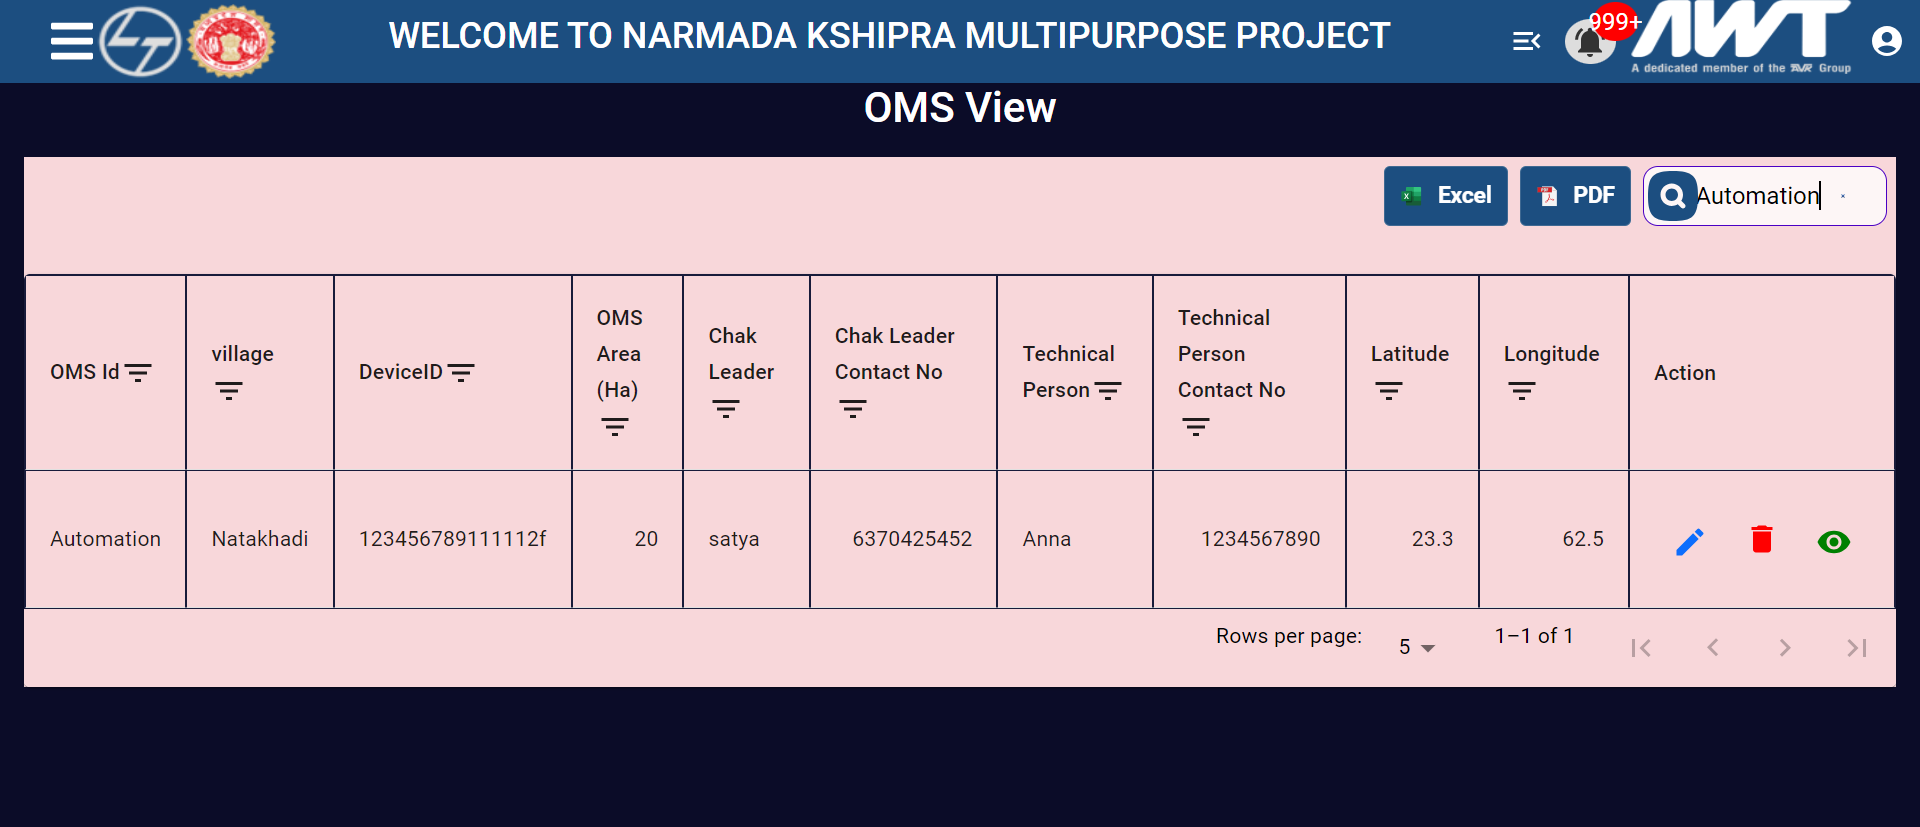 WELCOME TO NARMADA KSHIPRA MULTIPURPOSE PROJECT
999+
AWT
A dedicated member of the AVR Group
OMS View
Excel
PDF
Automation
OMS Id
village
DeviceID
OMS
Area
(Ha)
Chak
Leader
Chak Leader
Contact No
Technical
Person
Technical
Person
Contact No
Latitude
Longitude
Action
Automation Natakhadi 123456789111112f 20 satya 6370425452 Anna 1234567890 23.3 62.5
Rows per page: 5 1–1 of 1